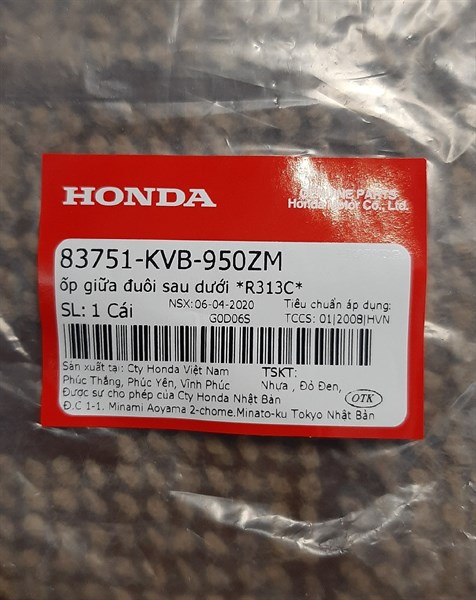 HONDA
GENUINE PARTS
Honda Motor Co., Ltd.
83751-KVB-950ZM
ốp giữa đuôi sau dưới *R313C*
SL: 1 Cái
NSX:06-04-2020
G0D06S
Tiêu chuẩn áp dụng:
TCCS: 01|2008|HVN
Sản xuất tại: Cty Honda Việt Nam
Phúc Thắng, Phúc Yên, Vĩnh Phúc
Được sự cho phép của Cty Honda Nhật Bản
Đ.C 1-1. Minami Aoyama 2-chome.Minato-ku Tokyo Nhật Bản
TSKT:
Nhựa , Đỏ Đen,
OTK